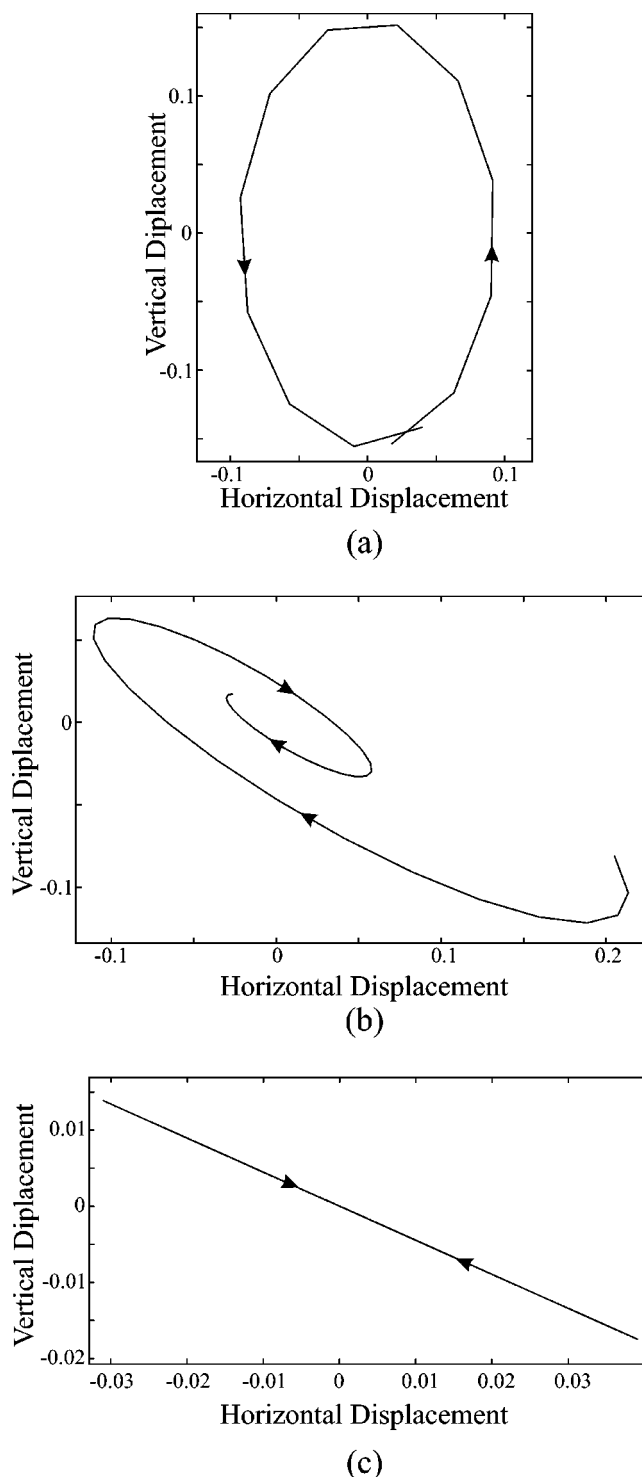 Vertical Diplacement
0.1
0
-0.1
-0.1
0
0.1
Horizontal Displacement
(a)
Vertical Diplacement
0
-0.1
-0.1
0
0.1
0.2
Horizontal Displacement
(b)
Vertical Diplacement
0.01
0
-0.01
-0.02
-0.03
-0.02
-0.01
0
0.01
0.02
0.03
Horizontal Displacement
(c)